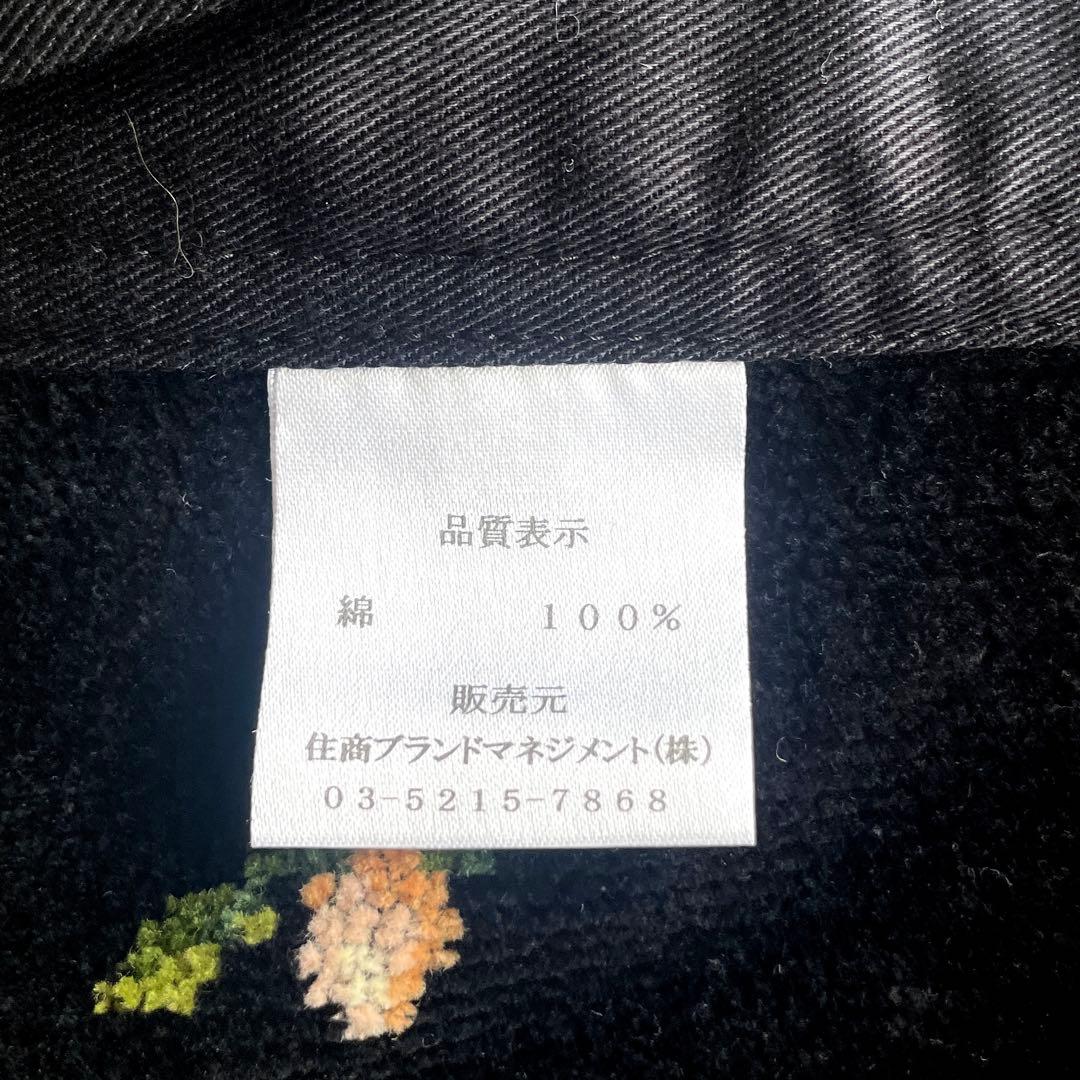 品質表示
綿 １００％
販売元
住商ブランドマネジメント(株)
０３−５２１５−７８６８